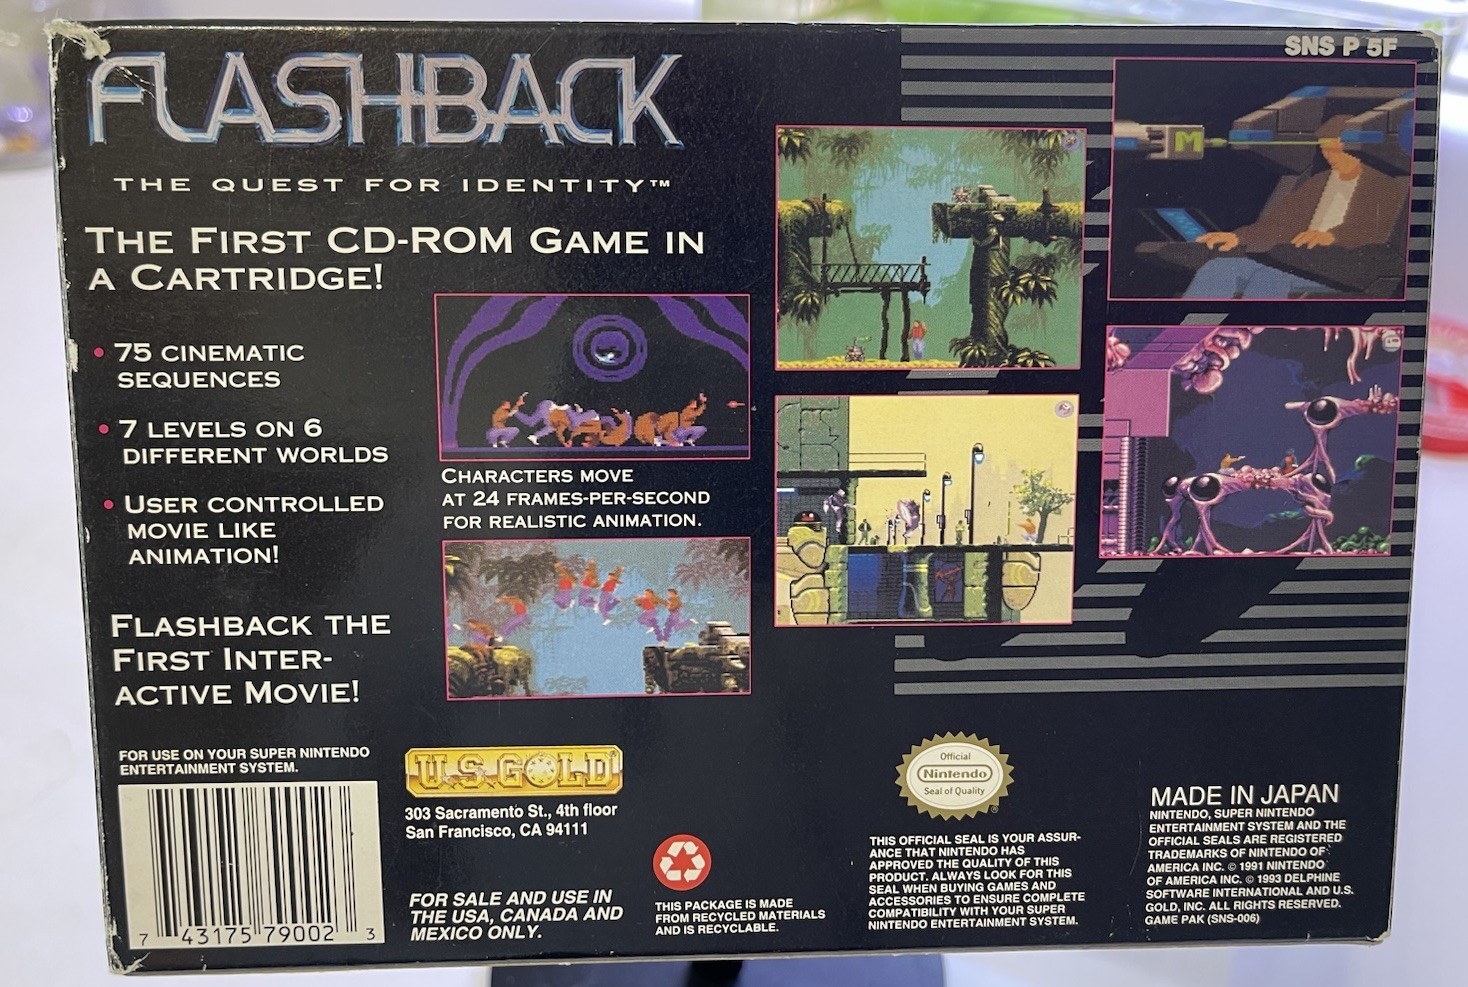 SNS P 5F
FLASHBACK
THE QUEST FOR IDENTITY™
THE FIRST CD-ROM GAME IN
A CARTRIDGE!
• 75 CINEMATIC
SEQUENCES
• 7 LEVELS ON 6
DIFFERENT WORLDS
• USER CONTROLLED
MOVIE LIKE
ANIMATION!
FLASHBACK THE
FIRST INTER-
ACTIVE MOVIE!
CHARACTERS MOVE
AT 24 FRAMES-PER-SECOND
FOR REALISTIC ANIMATION.
M
FOR USE ON YOUR SUPER NINTENDO
ENTERTAINMENT SYSTEM.
7 43175 79002 3
U.S. GOLD
303 Sacramento St., 4th floor
San Francisco, CA 94111
FOR SALE AND USE IN
THE USA, CANADA AND
MEXICO ONLY.
THIS PACKAGE IS MADE
FROM RECYCLED MATERIALS
AND IS RECYCLABLE.
Official
Nintendo
Seal of Quality
®
THIS OFFICIAL SEAL IS YOUR ASSUR-
ANCE THAT NINTENDO HAS
APPROVED THE QUALITY OF THIS
PRODUCT. ALWAYS LOOK FOR THIS
SEAL WHEN BUYING GAMES AND
ACCESSORIES TO ENSURE COMPLETE
COMPATIBILITY WITH YOUR SUPER
NINTENDO ENTERTAINMENT SYSTEM.
MADE IN JAPAN
NINTENDO, SUPER NINTENDO
ENTERTAINMENT SYSTEM AND THE
OFFICIAL SEALS ARE REGISTERED
TRADEMARKS OF NINTENDO OF
AMERICA INC. © 1991 NINTENDO
OF AMERICA INC. © 1993 DELPHINE
SOFTWARE INTERNATIONAL AND U.S.
GOLD, INC. ALL RIGHTS RESERVED.
GAME PAK (SNS-006)